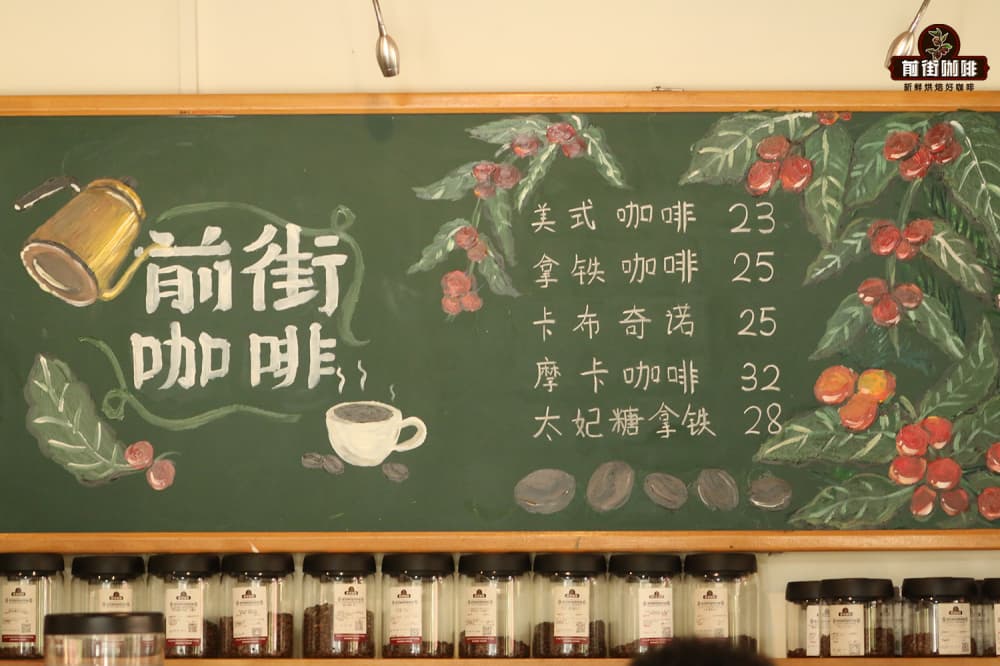 前街咖啡
新鲜烘焙好咖啡
前街
咖啡
美式咖啡 23
拿铁咖啡 25
卡布奇诺 25
摩卡咖啡 32
太妃糖拿铁 28